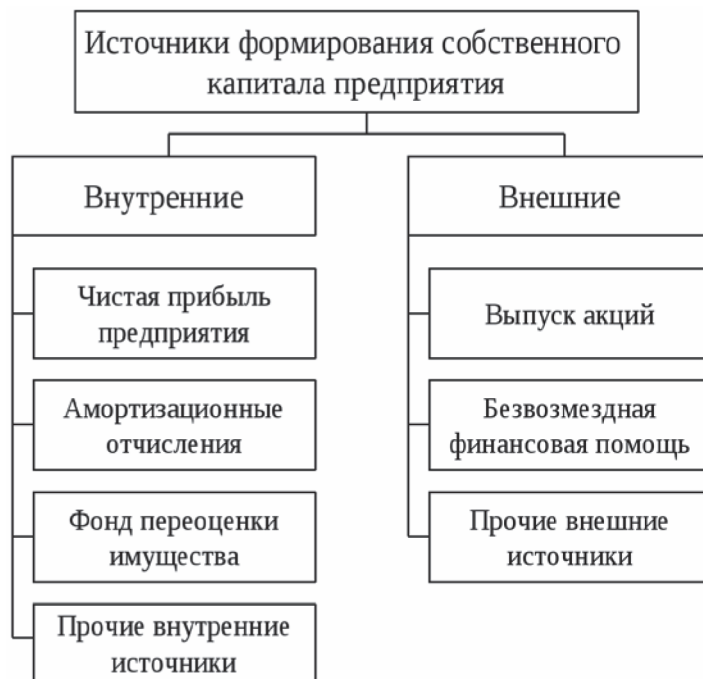 Источники формирования собственного
капитала предприятия
Внутренние
Внешние
Чистая прибыль
предприятия
Выпуск акций
Амортизационные
отчисления
Безвозмездная
финансовая помощь
Фонд переоценки
имущества
Прочие внешние
источники
Прочие внутренние
источники